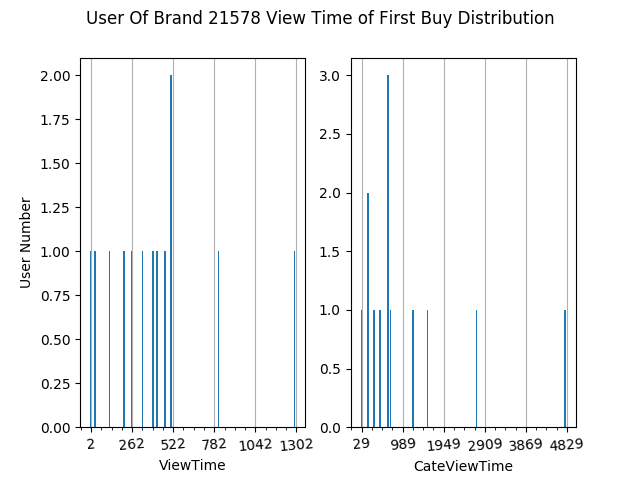 User Of Brand 21578 View Time of First Buy Distribution
2.00
1.75
1.50
1.25
1.00
0.75
0.50
0.25
0.00
User Number
2 262 522 782 1042 1302
ViewTime
3.0
2.5
2.0
1.5
1.0
0.5
0.0
29 989 1949 2909 3869 4829
CateViewTime